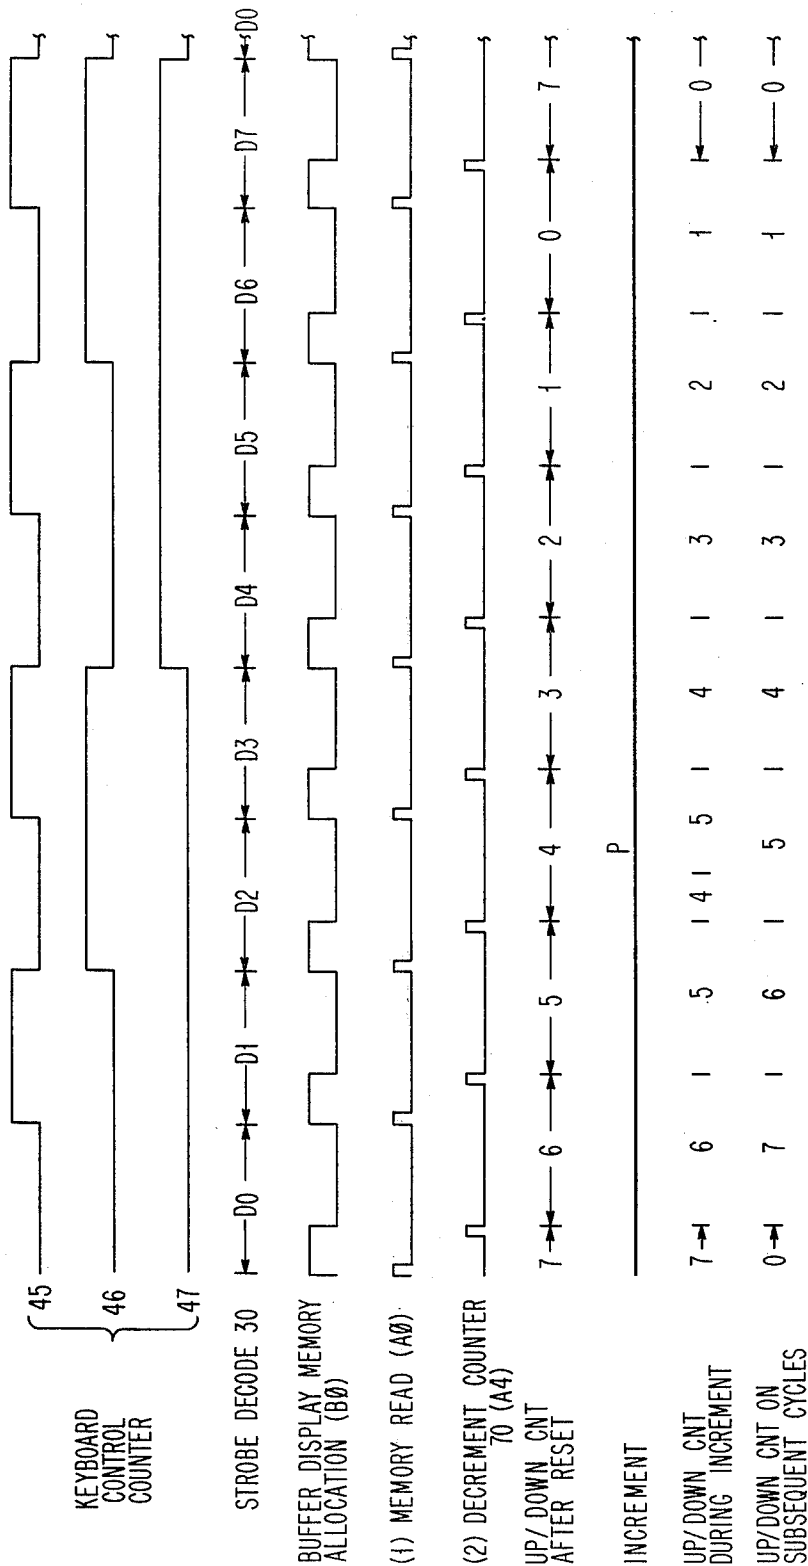 KEYBOARD
CONTROL
COUNTER
45
46
47
STROBE DECODE 30
D0 D1 D2 D3 D4 D5 D6 D7 D0
BUFFER DISPLAY MEMORY
ALLOCATION (BØ)
(1) MEMORY READ (AØ)
(2) DECREMENT COUNTER
70 (A4)
UP/DOWN CNT
AFTER RESET
7 6 5 4 3 2 1 0 7
INCREMENT
P
UP/DOWN CNT
DURING INCREMENT
7 6 5 4 5 4 3 2 1 0
UP/DOWN CNT ON
SUBSEQUENT CYCLES
0 7 6 5 4 3 2 1 0